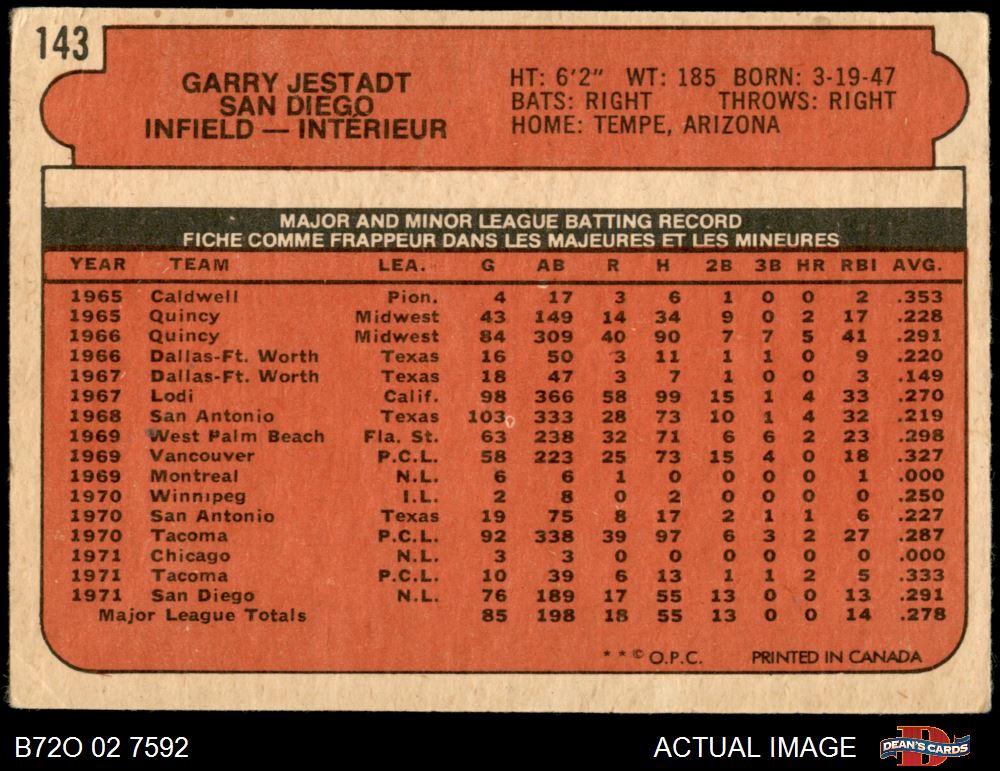 143
GARRY JESTADT
SAN DIEGO
INFIELD — INTÉRIEUR
HT: 6'2" WT: 185 BORN: 3-19-47
BATS: RIGHT THROWS: RIGHT
HOME: TEMPE, ARIZONA
MAJOR AND MINOR LEAGUE BATTING RECORD
FICHE COMME FRAPPEUR DANS LES MAJEURES ET LES MINEURES
YEAR TEAM LEA. G AB R H 2B 3B HR RBI AVG.
1965 Caldwell Pion. 4 17 3 6 1 0 0 2 .353
1965 Quincy Midwest 43 149 14 34 9 0 2 17 .228
1966 Quincy Midwest 84 309 40 90 7 7 5 41 .291
1966 Dallas-Ft. Worth Texas 16 50 3 11 1 1 0 9 .220
1967 Dallas-Ft. Worth Texas 18 47 3 7 1 0 0 3 .149
1967 Lodi Calif. 98 366 58 99 15 1 4 33 .270
1968 San Antonio Texas 103 333 28 73 10 1 4 32 .219
1969 West Palm Beach Fla. St. 63 238 32 71 6 6 2 23 .298
1969 Vancouver P.C.L. 58 223 25 73 15 4 0 18 .327
1969 Montreal N.L. 6 6 1 0 0 0 0 1 .000
1970 Winnipeg I.L. 2 8 0 2 0 0 0 0 .250
1970 San Antonio Texas 19 75 8 17 2 1 1 6 .227
1970 Tacoma P.C.L. 92 338 39 97 6 3 2 27 .287
1971 Chicago N.L. 3 3 0 0 0 0 0 0 .000
1971 Tacoma P.C.L. 10 39 6 13 1 1 2 5 .333
1971 San Diego N.L. 76 189 17 55 13 0 0 13 .291
Major League Totals 85 198 18 55 13 0 0 14 .278
* * © O.P.C. PRINTED IN CANADA
B72O 02 7592 ACTUAL IMAGE DEAN'S CARDS